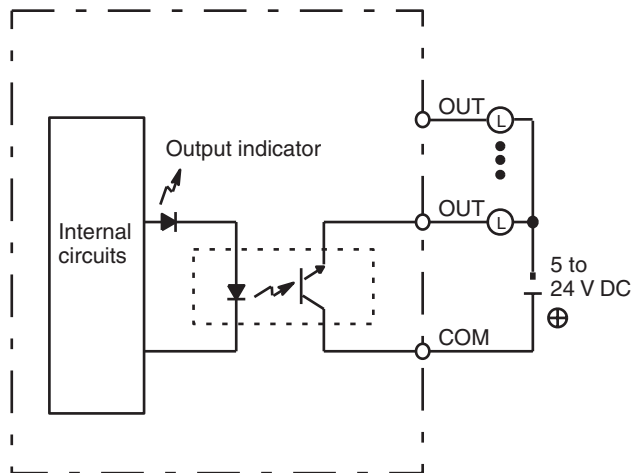 OUT
L
Output indicator
OUT
L
Internal
circuits
5 to
24 V DC
COM